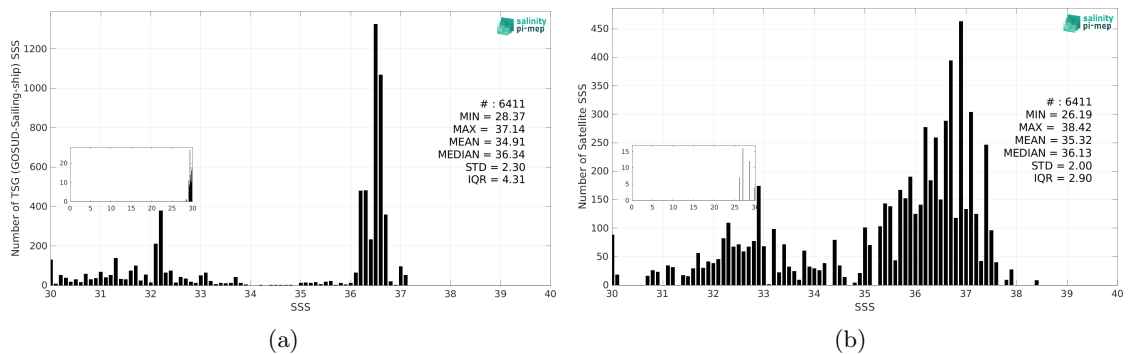 salinity
pi-mep
Number of TSG (GOSUD-Sailing-ship) SSS
1200
1000
800
600
400
200
0
# : 6411
MIN = 28.37
MAX = 37.14
MEAN = 34.91
MEDIAN = 36.34
STD = 2.30
IQR = 4.31
20
10
0
0 5 10 15 20 25 30
30 32 33 35 36 37 38 39 40
SSS
(a)
salinity
pi-mep
Number of Satellite SSS
450
400
350
300
250
200
150
100
50
0
# : 6411
MIN = 26.19
MAX = 38.42
MEAN = 35.32
MEDIAN = 36.13
STD = 2.00
IQR = 2.90
15
10
5
0
0 5 10 15 20 25 30
30 31 32 33 34 35 36 37 38 39 40
SSS
(b)